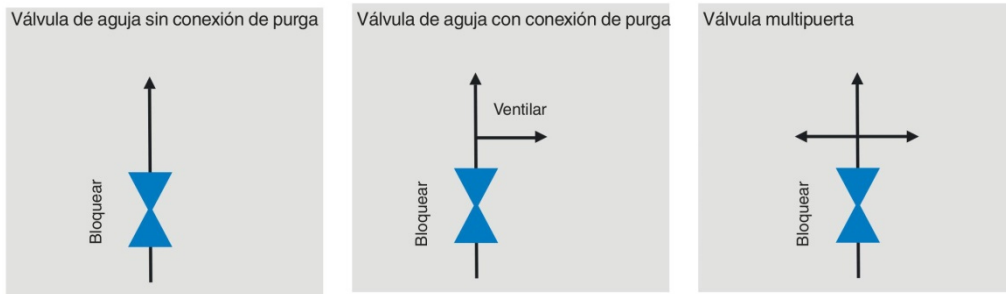 Válvula de aguja sin conexión de purga
Bloquear
Válvula de aguja con conexión de purga
Ventilar
Bloquear
Válvula multipuerta
Bloquear